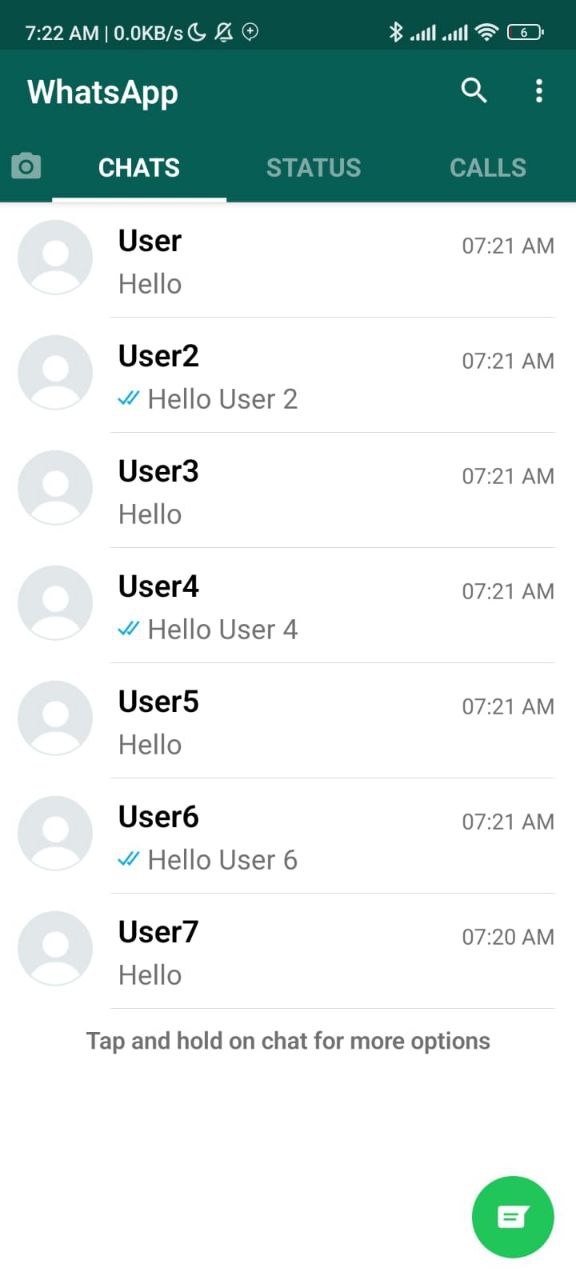 7:22 AM | 0.0KB/s 6
WhatsApp
CHATS STATUS CALLS
User 07:21 AM
Hello
User2 07:21 AM
Hello User 2
User3 07:21 AM
Hello
User4 07:21 AM
Hello User 4
User5 07:21 AM
Hello
User6 07:21 AM
Hello User 6
User7 07:20 AM
Hello
Tap and hold on chat for more options